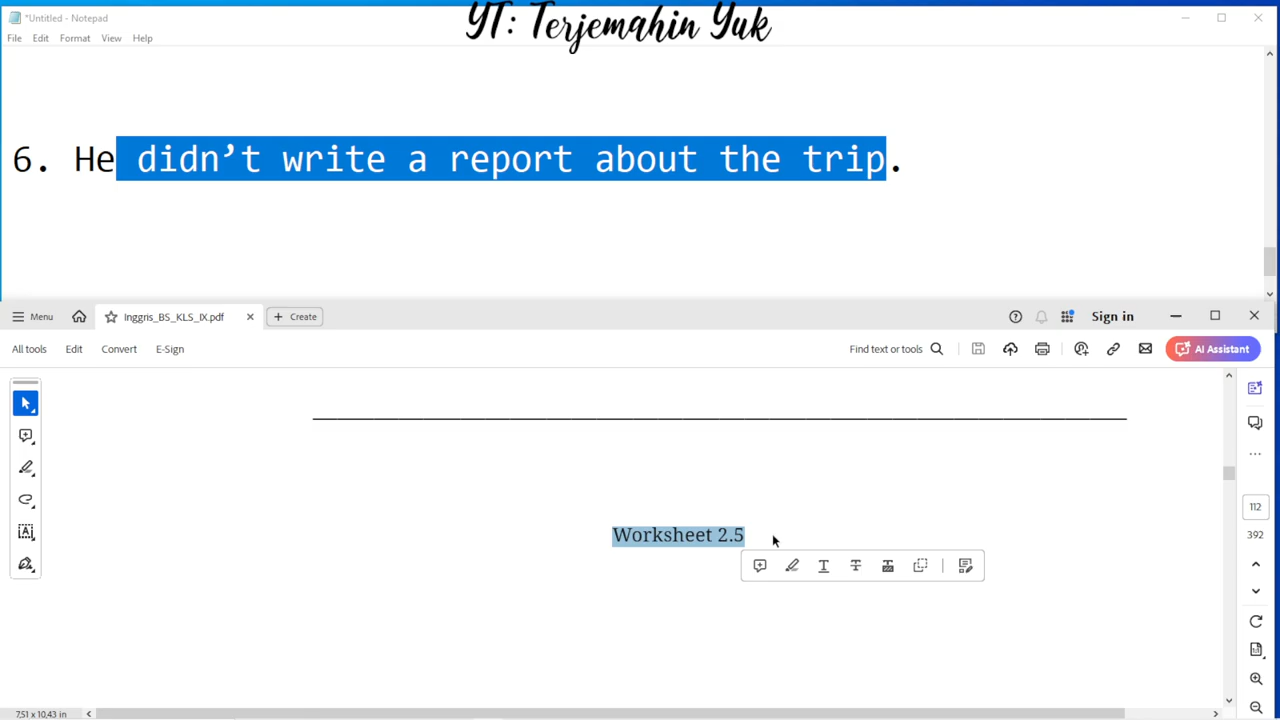 *Untitled - Notepad
YT: Terjemahin Yuk
File Edit Format View Help
6. He didn’t write a report about the trip.
Menu
Inggris_BS_KLS_IX.pdf
Create
Sign in
All tools Edit Convert E-Sign
Find text or tools
AI Assistant
Worksheet 2.5
112
392
7,51 x 10,43 in